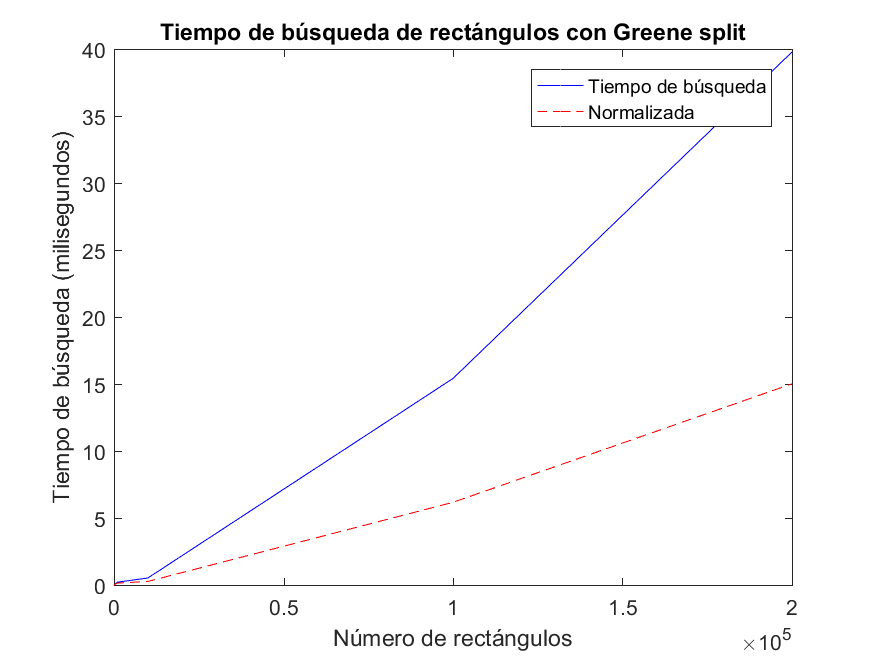 Tiempo de búsqueda de rectángulos con Greene split
Tiempo de búsqueda
Normalizada
Tiempo de búsqueda (milisegundos)
40
35
30
25
20
15
10
5
0
0 0.5 1 1.5 2
×10^5
Número de rectángulos